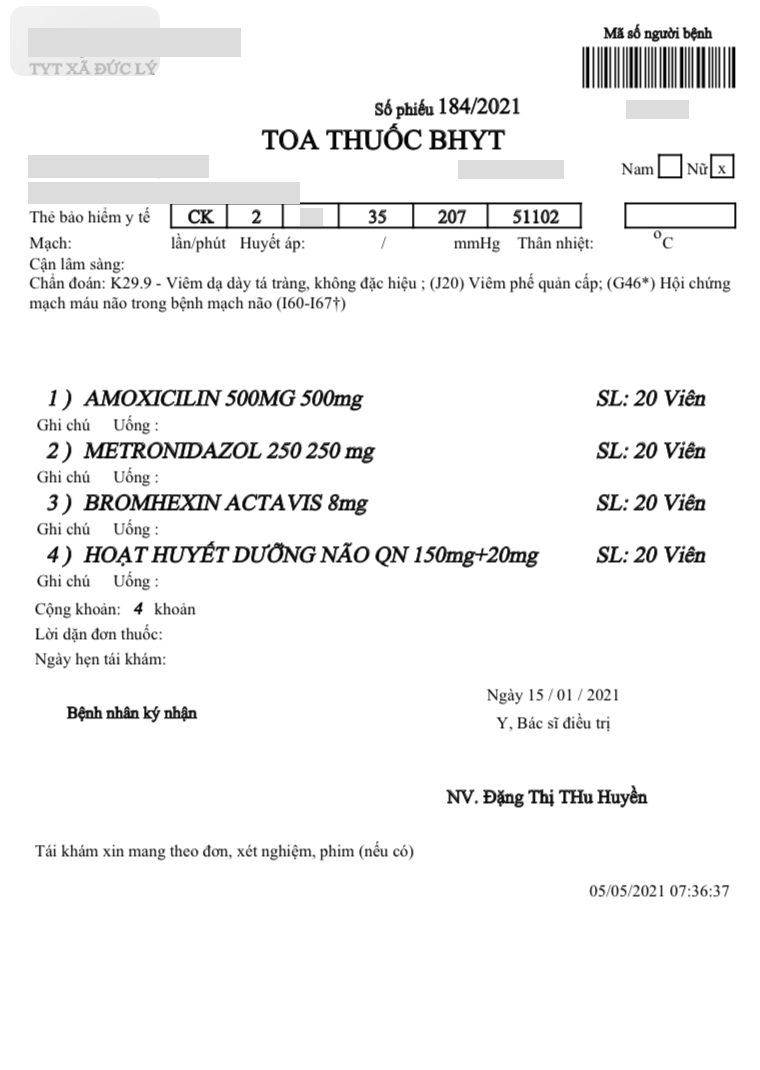 Mã số người bệnh
TYT XÃ ĐỨC LÝ
Số phiếu 184/2021
TOA THUỐC BHYT
Nam Nữ x
Thẻ bảo hiểm y tế CK 2 35 207 51102
Mạch: lần/phút Huyết áp: / mmHg Thân nhiệt: oC
Cận lâm sàng:
Chẩn đoán: K29.9 - Viêm dạ dày tá tràng, không đặc hiệu ; (J20) Viêm phế quản cấp; (G46*) Hội chứng
mạch máu não trong bệnh mạch não (I60-I67†)
1 ) AMOXICILIN 500MG 500mg SL: 20 Viên
Ghi chú Uống :
2 ) METRONIDAZOL 250 250 mg SL: 20 Viên
Ghi chú Uống :
3 ) BROMHEXIN ACTAVIS 8mg SL: 20 Viên
Ghi chú Uống :
4 ) HOẠT HUYẾT DƯỠNG NÃO QN 150mg+20mg SL: 20 Viên
Ghi chú Uống :
Cộng khoản: 4 khoản
Lời dặn đơn thuốc:
Ngày hẹn tái khám:
Ngày 15 / 01 / 2021
Bệnh nhân ký nhận
Y, Bác sĩ điều trị
NV. Đặng Thị THu Huyền
Tái khám xin mang theo đơn, xét nghiệm, phim (nếu có)
05/05/2021 07:36:37